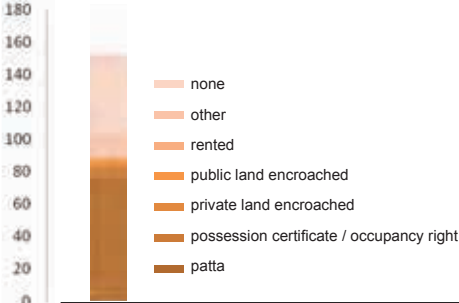 180
160
140
120
100
80
60
40
20
0
none
other
rented
public land encroached
private land encroached
possession certificate / occupancy right
patta